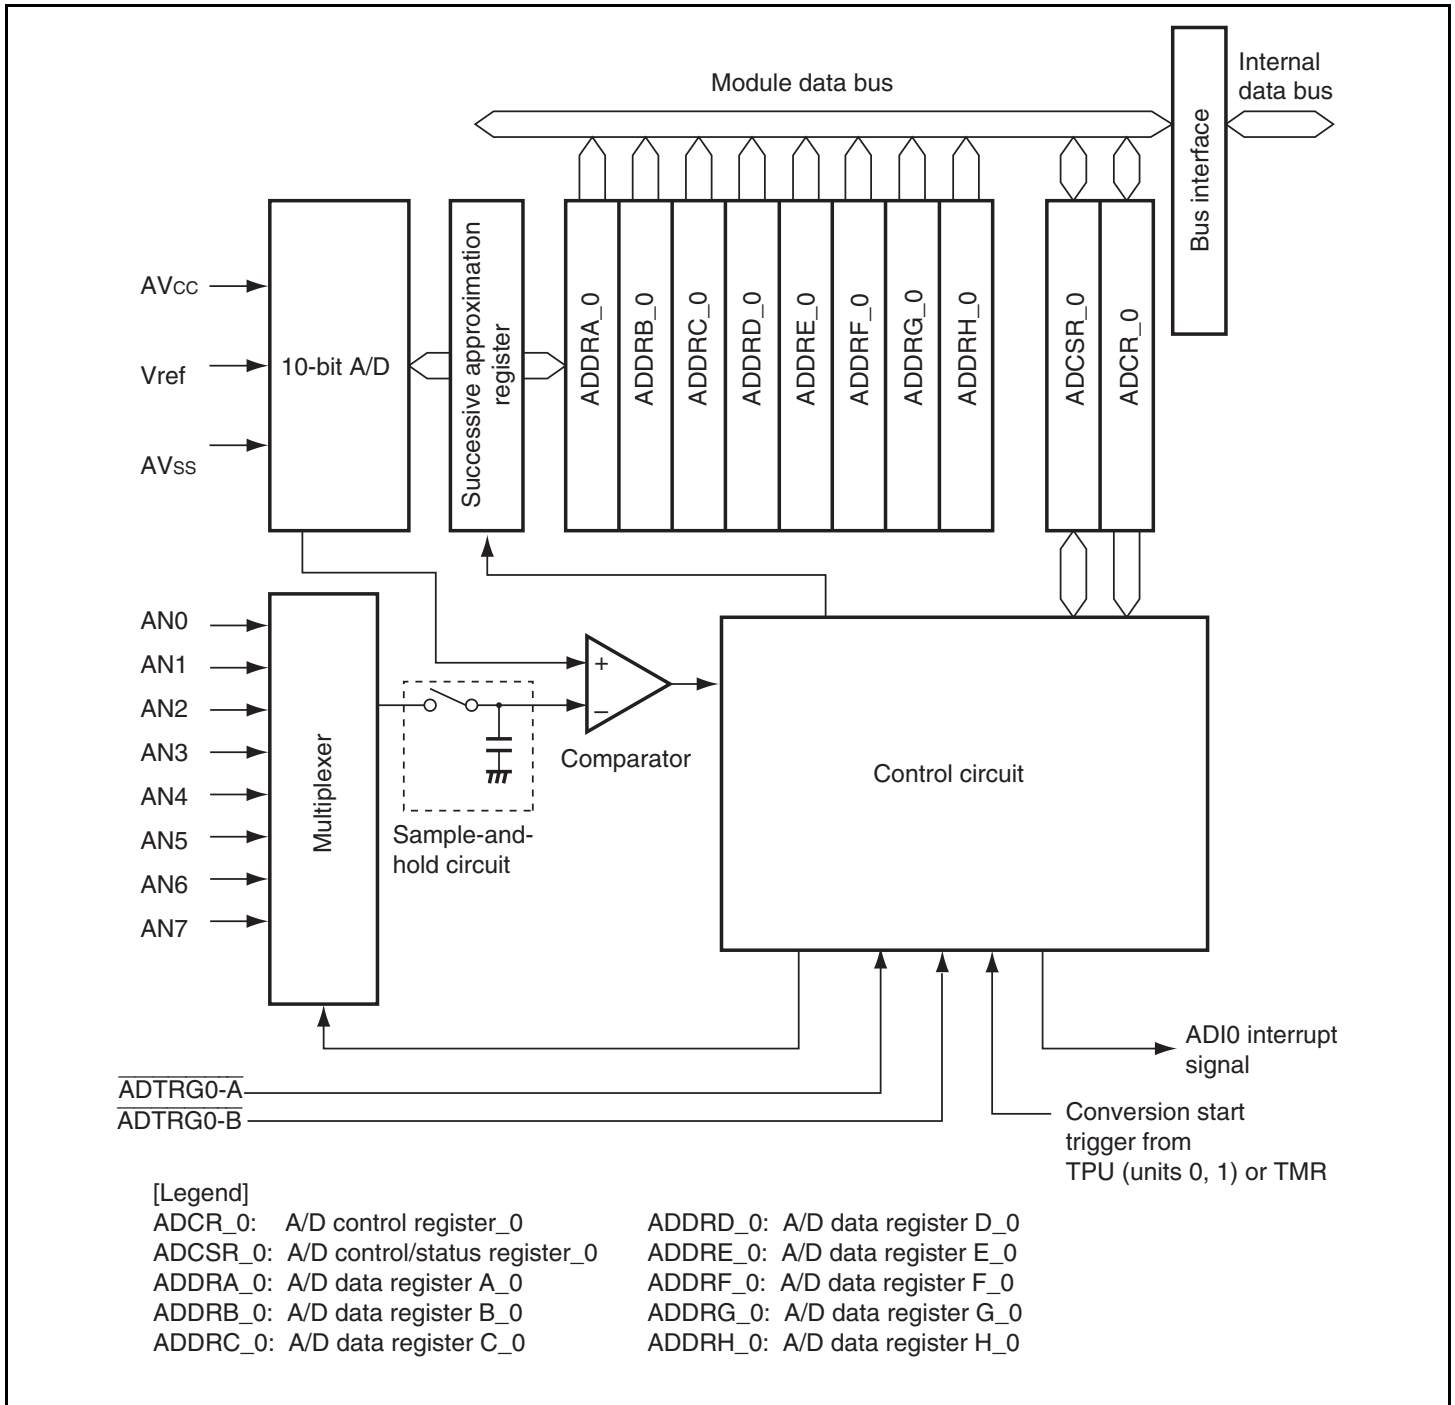 Module data bus
Internal
data bus
Bus interface
AVCC
Vref
AVSS
10-bit A/D
Successive approximation
register
ADDRA_0
ADDRB_0
ADDRC_0
ADDRD_0
ADDRE_0
ADDRF_0
ADDRG_0
ADDRH_0
ADCSR_0
ADCR_0
AN0
AN1
AN2
AN3
AN4
AN5
AN6
AN7
Multiplexer
+
−
Comparator
Sample-and-
hold circuit
Control circuit
ADI0 interrupt
signal
ADTRG0-A
ADTRG0-B
Conversion start
trigger from
TPU (units 0, 1) or TMR
[Legend]
ADCR_0: A/D control register_0
ADCSR_0: A/D control/status register_0
ADDRA_0: A/D data register A_0
ADDRB_0: A/D data register B_0
ADDRC_0: A/D data register C_0
ADDRD_0: A/D data register D_0
ADDRE_0: A/D data register E_0
ADDRF_0: A/D data register F_0
ADDRG_0: A/D data register G_0
ADDRH_0: A/D data register H_0